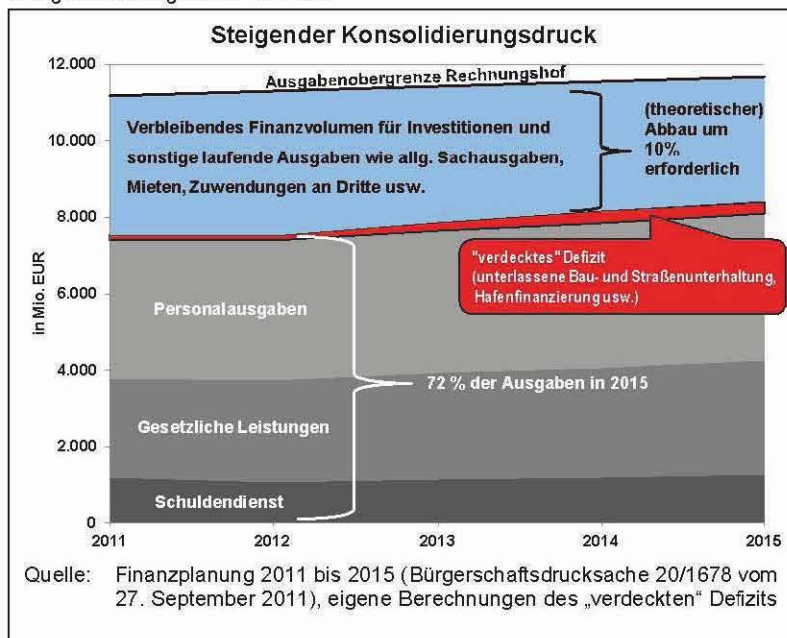 Steigender Konsolidierungsdruck
12.000
Ausgabenobergrenze Rechnungshof
10.000
Verbleibendes Finanzvolumen für Investitionen und
sonstige laufende Ausgaben wie allg. Sachausgaben,
Mieten, Zuwendungen an Dritte usw.
(theoretischer)
Abbau um
10%
erforderlich
8.000
"verdecktes" Defizit
(unterlassene Bau- und Straßenunterhaltung,
Hafenfinanzierung usw.)
in Mio. EUR
6.000
Personalausgaben
4.000
72 % der Ausgaben in 2015
Gesetzliche Leistungen
2.000
Schuldendienst
0
2011 2012 2013 2014 2015
Quelle: Finanzplanung 2011 bis 2015 (Bürgerschaftsdrucksache 20/1678 vom
27. September 2011), eigene Berechnungen des „verdeckten“ Defizits